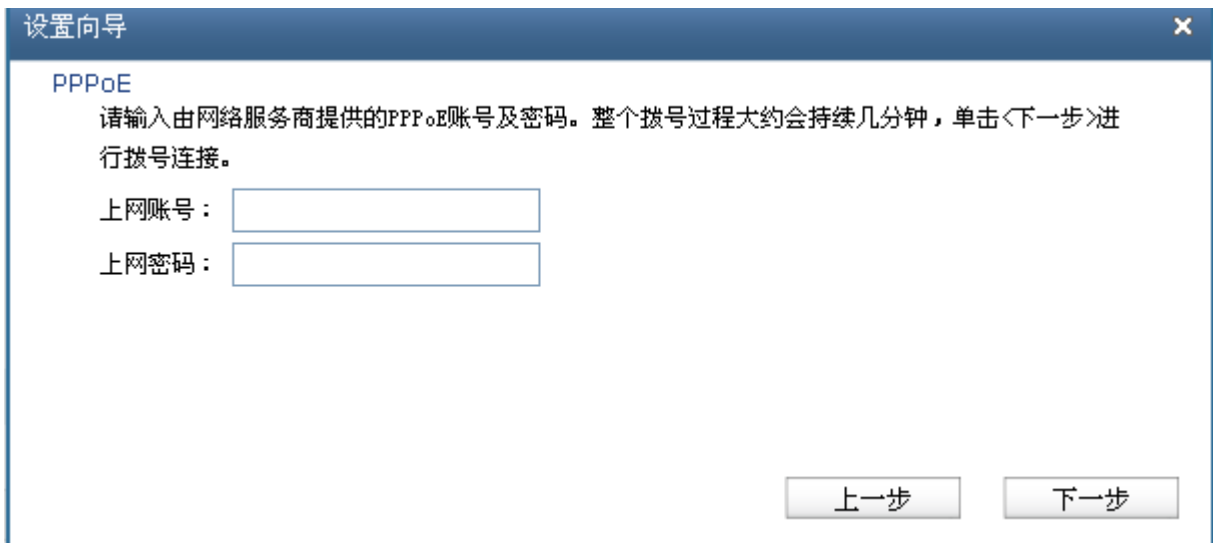 设置向导
PPPoE
请输入由网络服务商提供的PPPoE账号及密码。整个拨号过程大约会持续几分钟，单击<下一步>进
行拨号连接。
上网账号：
上网密码：
上一步 下一步